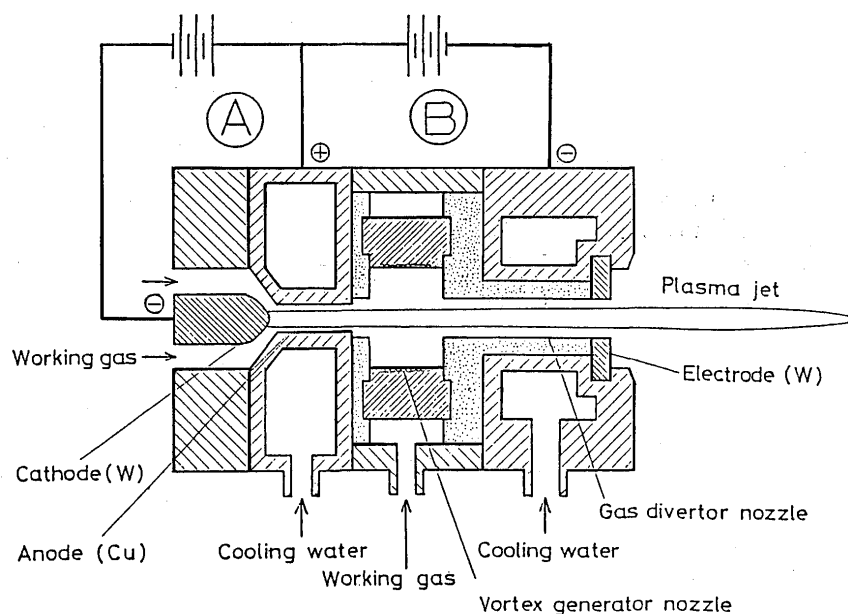 A
B
⊕
⊖
Plasma jet
⊖
Working gas
Electrode (W)
Cathode (W)
Gas divertor nozzle
Anode (Cu)
Cooling water
Cooling water
Working gas
Vortex generator nozzle